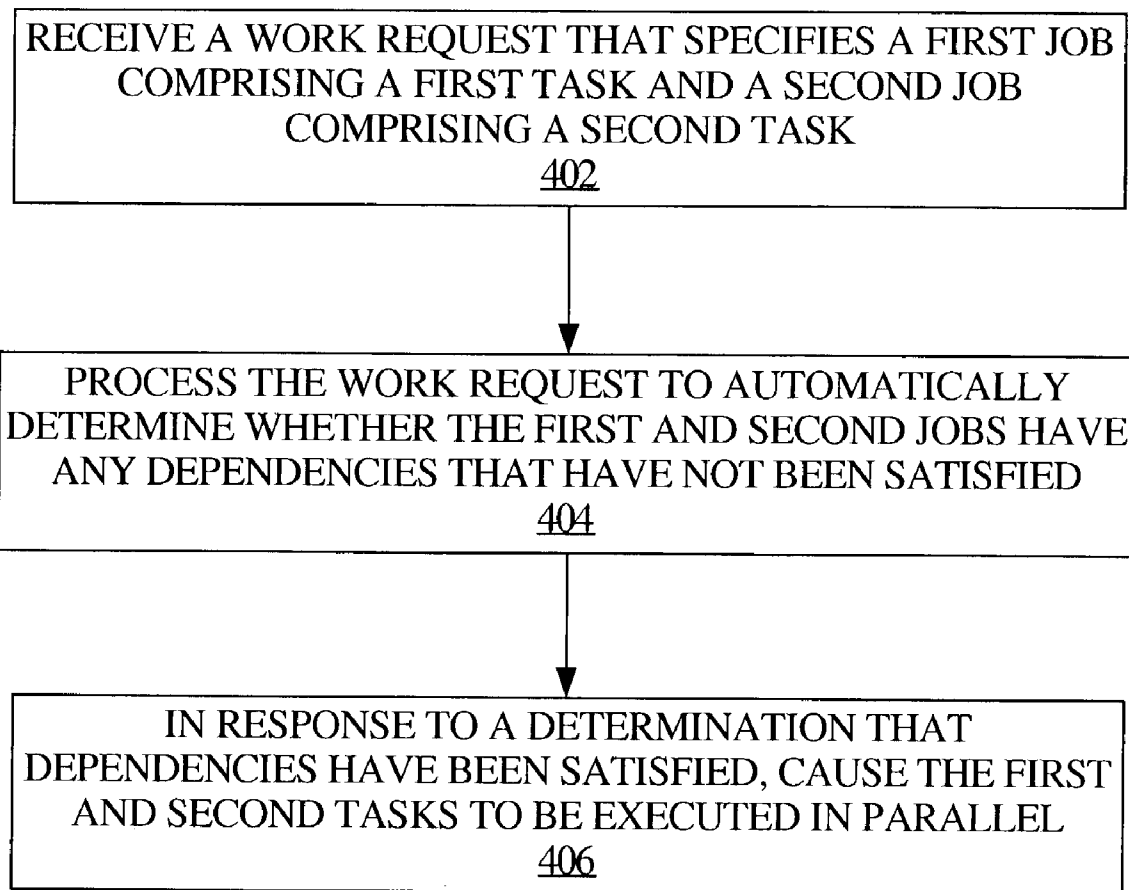 RECEIVE A WORK REQUEST THAT SPECIFIES A FIRST JOB
COMPRISING A FIRST TASK AND A SECOND JOB
COMPRISING A SECOND TASK
402
PROCESS THE WORK REQUEST TO AUTOMATICALLY
DETERMINE WHETHER THE FIRST AND SECOND JOBS HAVE
ANY DEPENDENCIES THAT HAVE NOT BEEN SATISFIED
404
IN RESPONSE TO A DETERMINATION THAT
DEPENDENCIES HAVE BEEN SATISFIED, CAUSE THE FIRST
AND SECOND TASKS TO BE EXECUTED IN PARALLEL
406